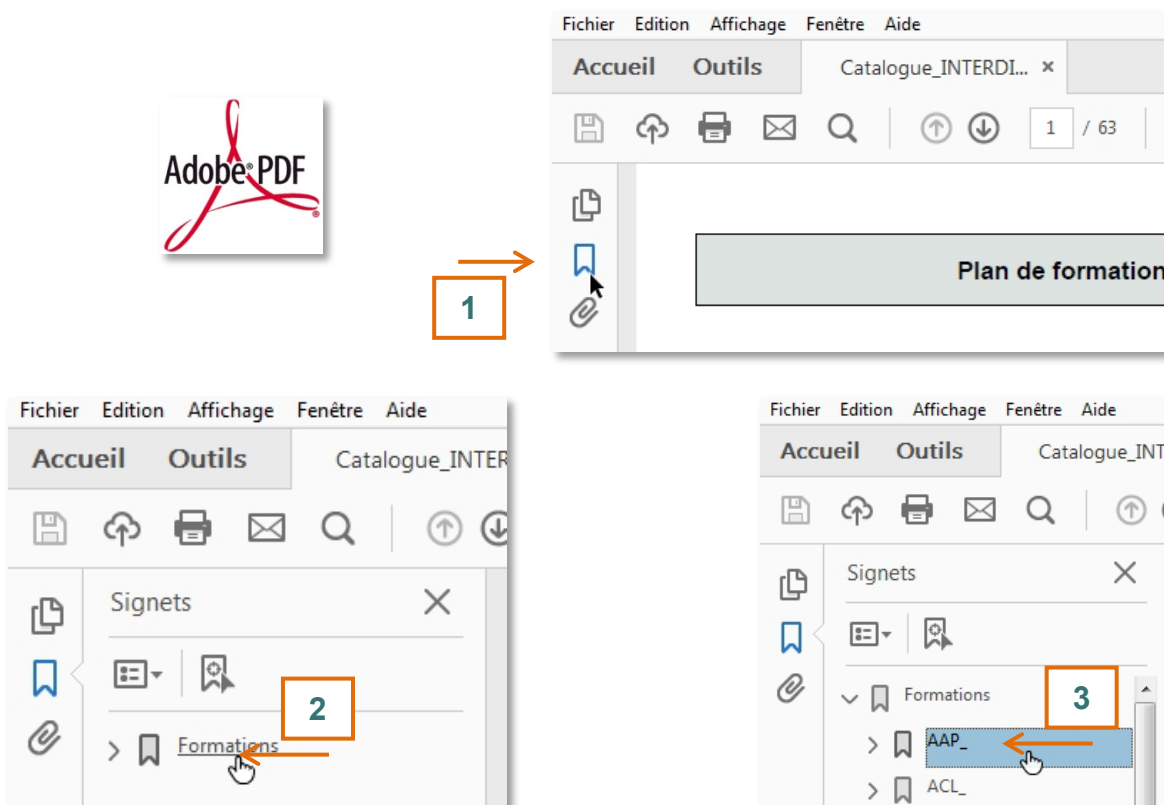 Fichier Edition Affichage Fenêtre Aide
Accueil Outils Catalogue_INTERDI... ×
1 / 63
Adobe® PDF
®
Plan de formation
1
Fichier Edition Affichage Fenêtre Aide
Accueil Outils Catalogue_INTER
Signets
2
Formations
Fichier Edition Affichage Fenêtre Aide
Accueil Outils Catalogue_INT
Signets
Formations
3
AAP_
ACL_